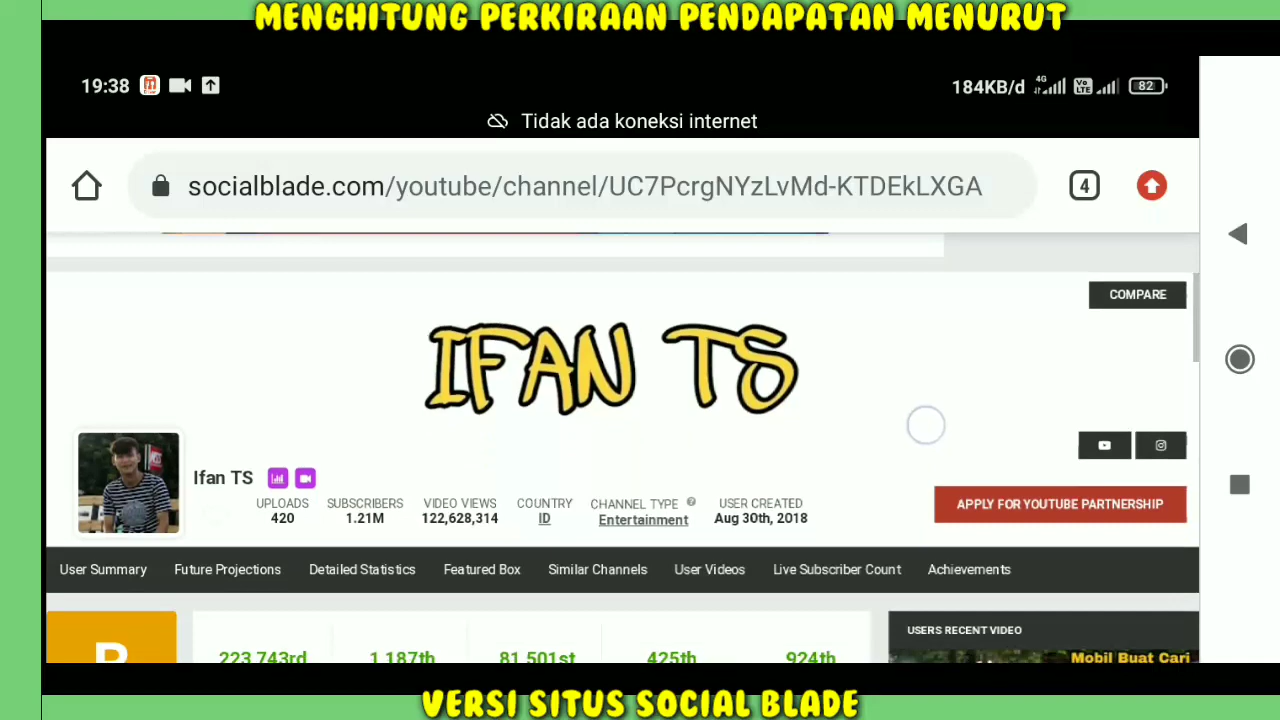 MENGHITUNG PERKIRAAN PENDAPATAN MENURUT
19:38
184KB/d 4G Vo LTE 82
Tidak ada koneksi internet
socialblade.com/youtube/channel/UC7PcrgNYzLvMd-KTDEkLXGA
4
COMPARE
IFAN TS
Ifan TS
UPLOADS SUBSCRIBERS VIDEO VIEWS COUNTRY CHANNEL TYPE USER CREATED
420 1.21M 122,628,314 ID Entertainment Aug 30th, 2018
APPLY FOR YOUTUBE PARTNERSHIP
User Summary Future Projections Detailed Statistics Featured Box Similar Channels User Videos Live Subscriber Count Achievements
USERS RECENT VIDEO
B 223,743rd 1,187th 81,501st 425th 924th
Mobil Buat Cari
VERSI SITUS SOCIAL BLADE